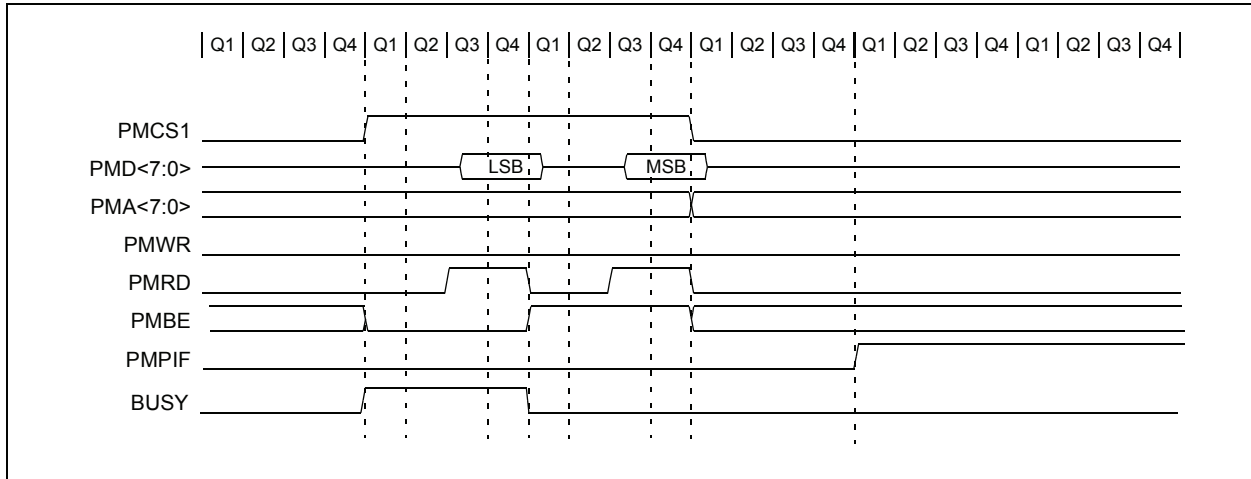 Q1 Q2 Q3 Q4 Q1 Q2 Q3 Q4 Q1 Q2 Q3 Q4 Q1 Q2 Q3 Q4 Q1 Q2 Q3 Q4 Q1 Q2 Q3 Q4
PMCS1
PMD<7:0> LSB MSB
PMA<7:0>
PMWR
PMRD
PMBE
PMPIF
BUSY